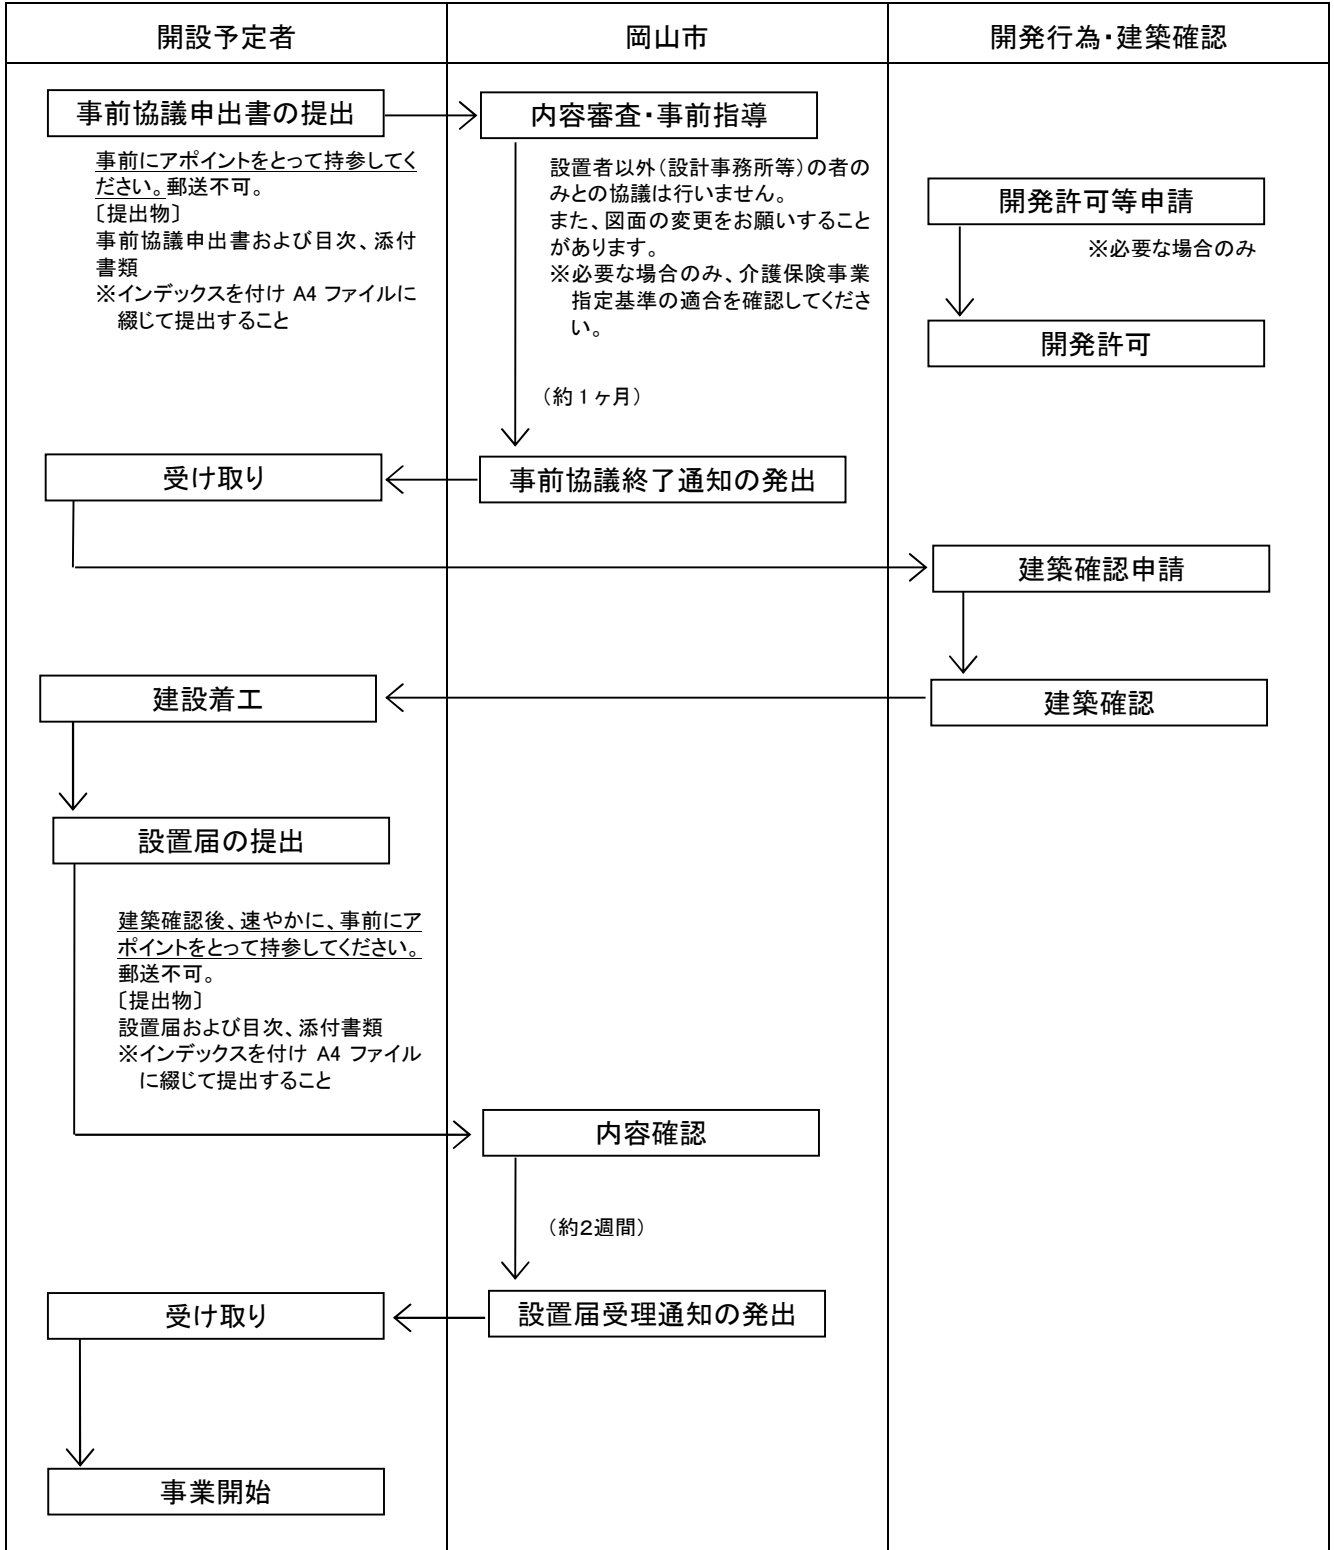 開設予定者
岡山市
開発行為・建築確認
事前協議申出書の提出
内容審査・事前指導
事前にアポイントをとって持参してく
ださい。郵送不可。
〔提出物〕
事前協議申出書および目次、添付
書類
※インデックスを付け A4 ファイルに
綴じて提出すること
設置者以外（設計事務所等）の者の
みとの協議は行いません。
また、図面の変更をお願いすること
があります。
※必要な場合のみ、介護保険事業
指定基準の適合を確認してくださ
い。
（約１ヶ月）
開発許可等申請
※必要な場合のみ
開発許可
受け取り
事前協議終了通知の発出
建築確認申請
建設着工
建築確認
設置届の提出
建築確認後、速やかに、事前にア
ポイントをとって持参してください。
郵送不可。
〔提出物〕
設置届および目次、添付書類
※インデックスを付け A4 ファイル
に綴じて提出すること
内容確認
（約２週間）
受け取り
設置届受理通知の発出
事業開始